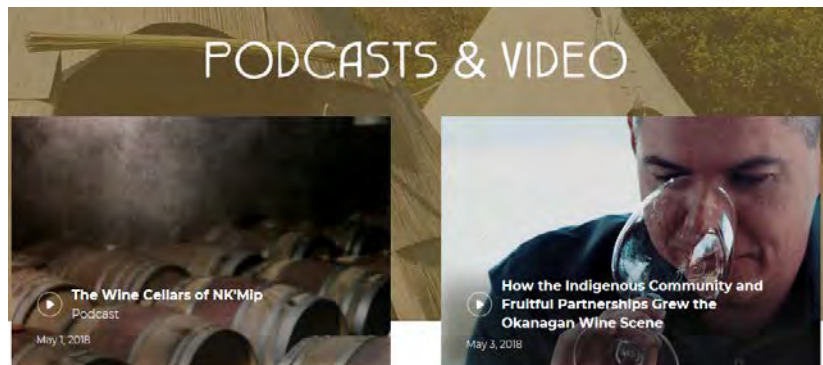 PODCASTS & VIDEO
The Wine Cellars of NK'Mip
Podcast
May 1, 2018
How the Indigenous Community and
Fruitful Partnerships Grew the
Okanagan Wine Scene
May 3, 2018